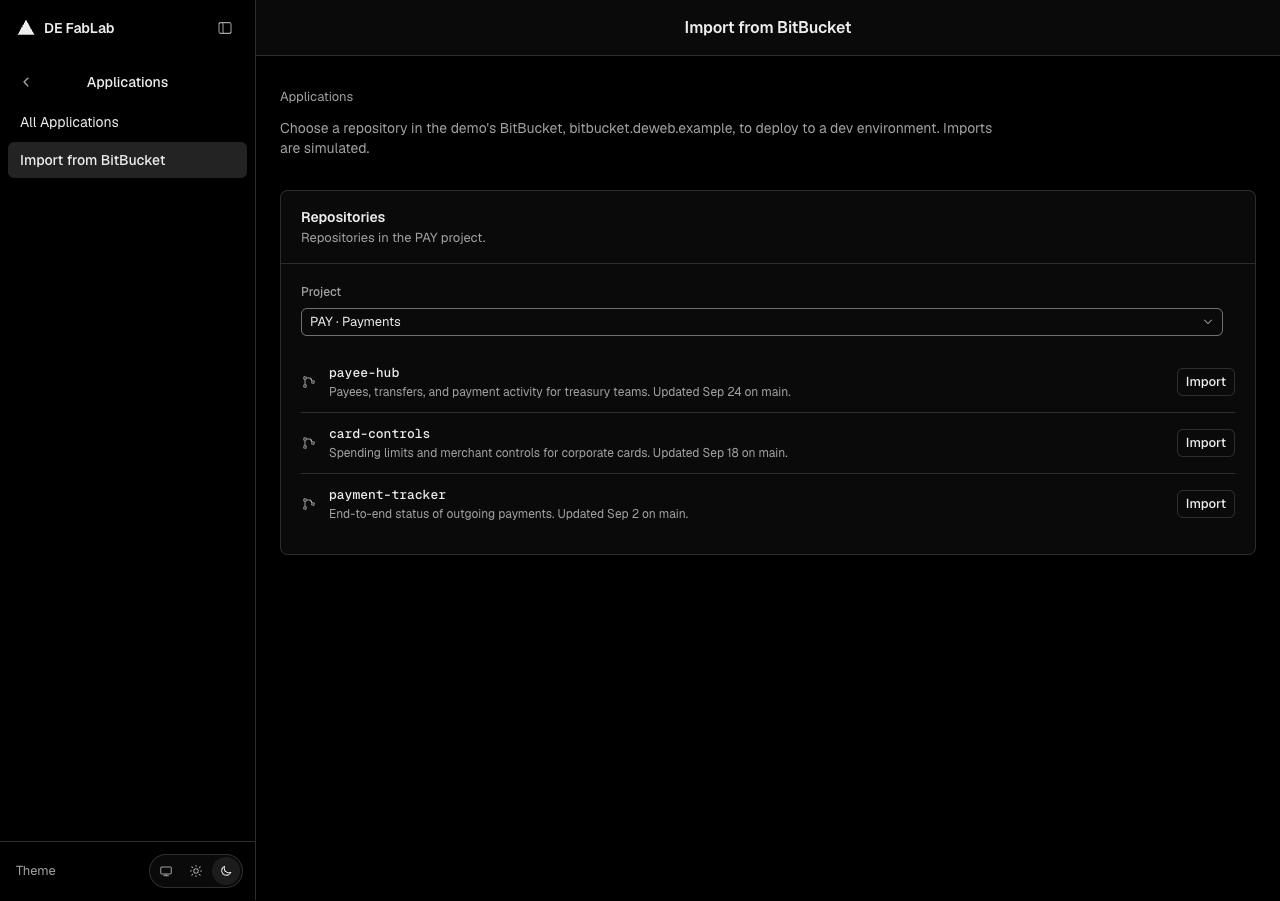 DE FabLab
Import from BitBucket
Applications
All Applications
Import from BitBucket
Applications
Choose a repository in the demo's BitBucket, bitbucket.deweb.example, to deploy to a dev environment. Imports
are simulated.
Repositories
Repositories in the PAY project.
Project
PAY · Payments
payee-hub
Payees, transfers, and payment activity for treasury teams. Updated Sep 24 on main.
Import
card-controls
Spending limits and merchant controls for corporate cards. Updated Sep 18 on main.
Import
payment-tracker
End-to-end status of outgoing payments. Updated Sep 2 on main.
Import
Theme